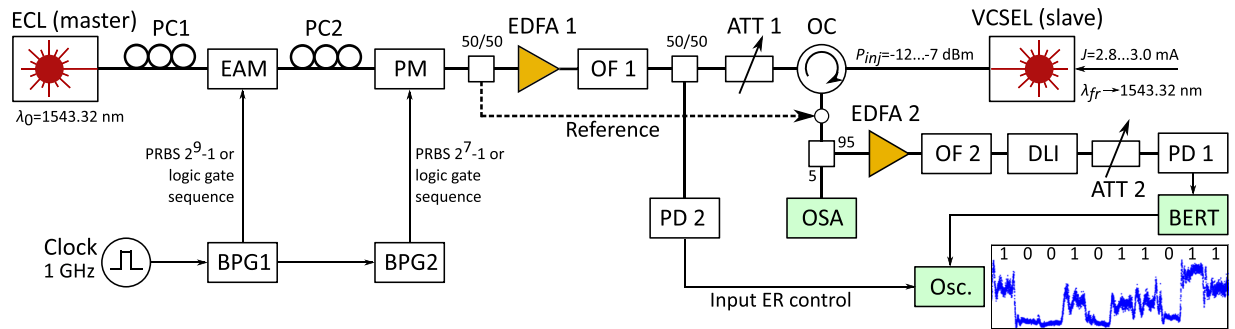 ECL (master)
PC1
PC2
EDFA 1
ATT 1
OC
VCSEL (slave)
50/50
50/50
EAM
PM
OF 1
Pinj=-12...-7 dBm
J=2.8...3.0 mA
λfr→1543.32 nm
λ0=1543.32 nm
Reference
EDFA 2
PRBS 2^9-1 or
logic gate
sequence
PRBS 2^7-1 or
logic gate
sequence
95
5
OF 2
DLI
PD 1
ATT 2
PD 2
OSA
BERT
Clock
1 GHz
BPG1
BPG2
Input ER control
Osc.
1 0 0 1 0 1 1 0 1 1